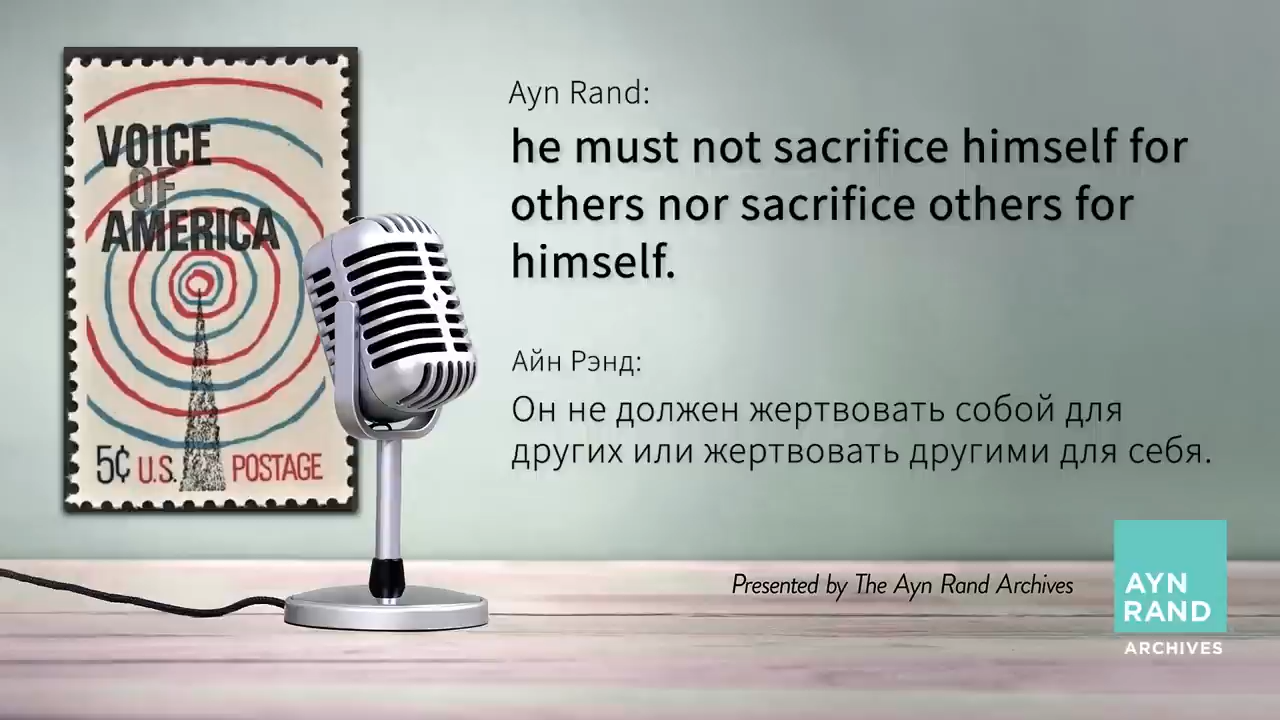 VOICE
OF
AMERICA
5¢ U.S. POSTAGE
Ayn Rand:
he must not sacrifice himself for
others nor sacrifice others for
himself.
Айн Рэнд:
Он не должен жертвовать собой для
других или жертвовать другими для себя.
Presented by The Ayn Rand Archives
AYN
RAND
ARCHIVES